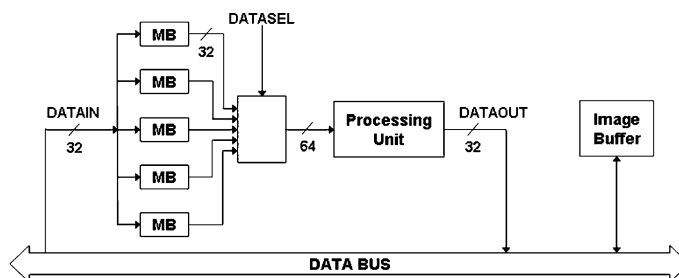 DATASEL
MB
32
MB
DATAIN
32
MB
64
Processing
Unit
DATAOUT
32
Image
Buffer
MB
MB
DATA BUS